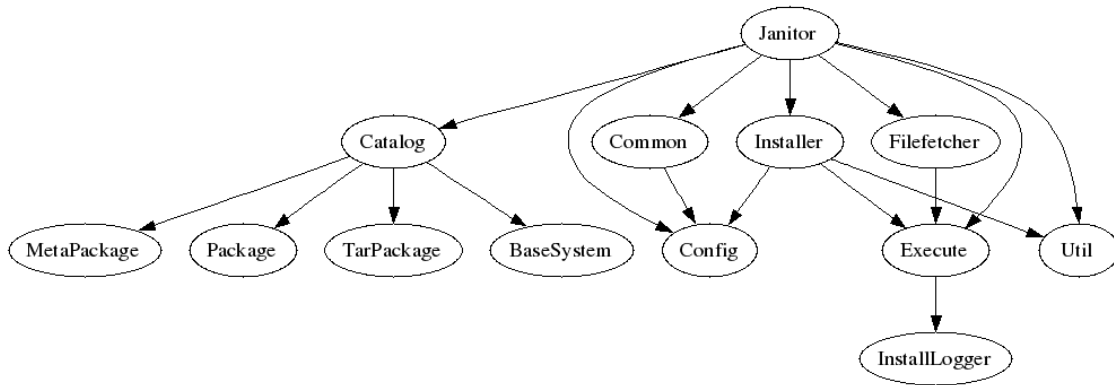 Janitor
Catalog
Common
Installer
Filefetcher
MetaPackage
Package
TarPackage
BaseSystem
Config
Execute
Util
InstallLogger